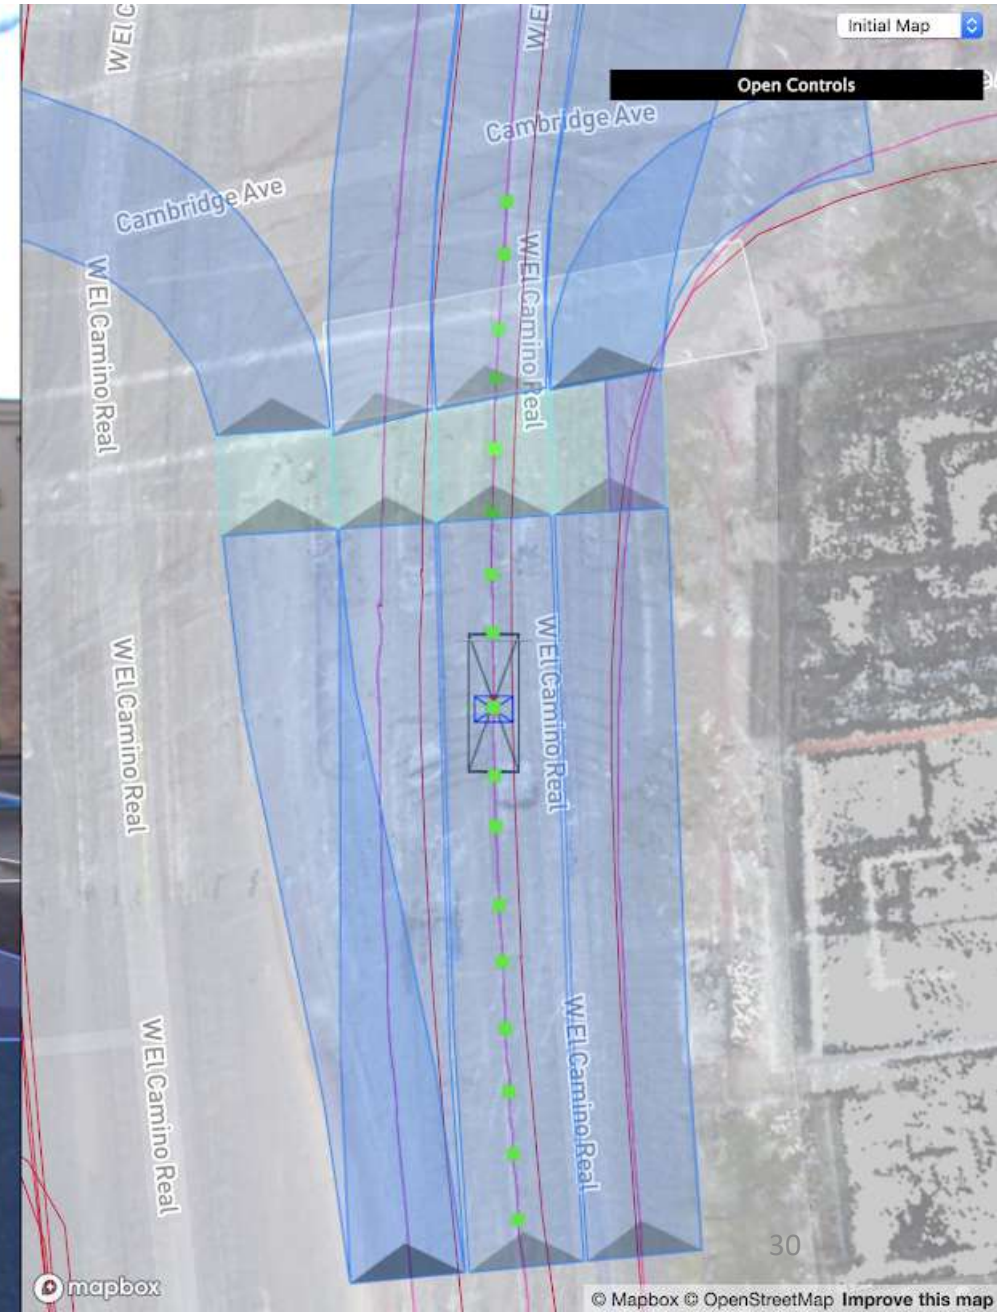 W El C
W El
Initial Map
Open Controls
Cambridge Ave
Cambridge Ave
W El Camino Real
W El Camino Real
W El Camino Real
W El Camino Real
W El Camino Real
W El Camino Real
30
mapbox
© Mapbox © OpenStreetMap Improve this map